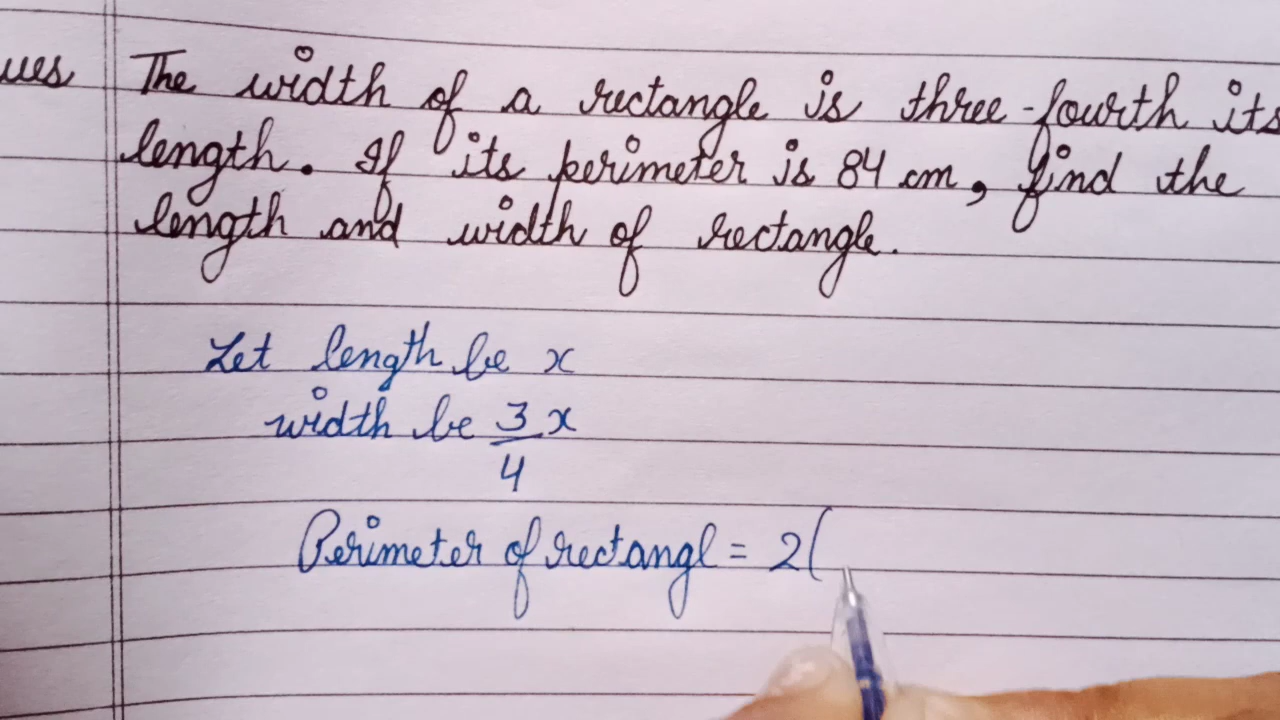 The width of a rectangle is three-fourth its
length. If its perimeter is 84 cm, find the
length and width of rectangle.
Let length be x
width be 3/4 x
Perimeter of rectangl = 2(